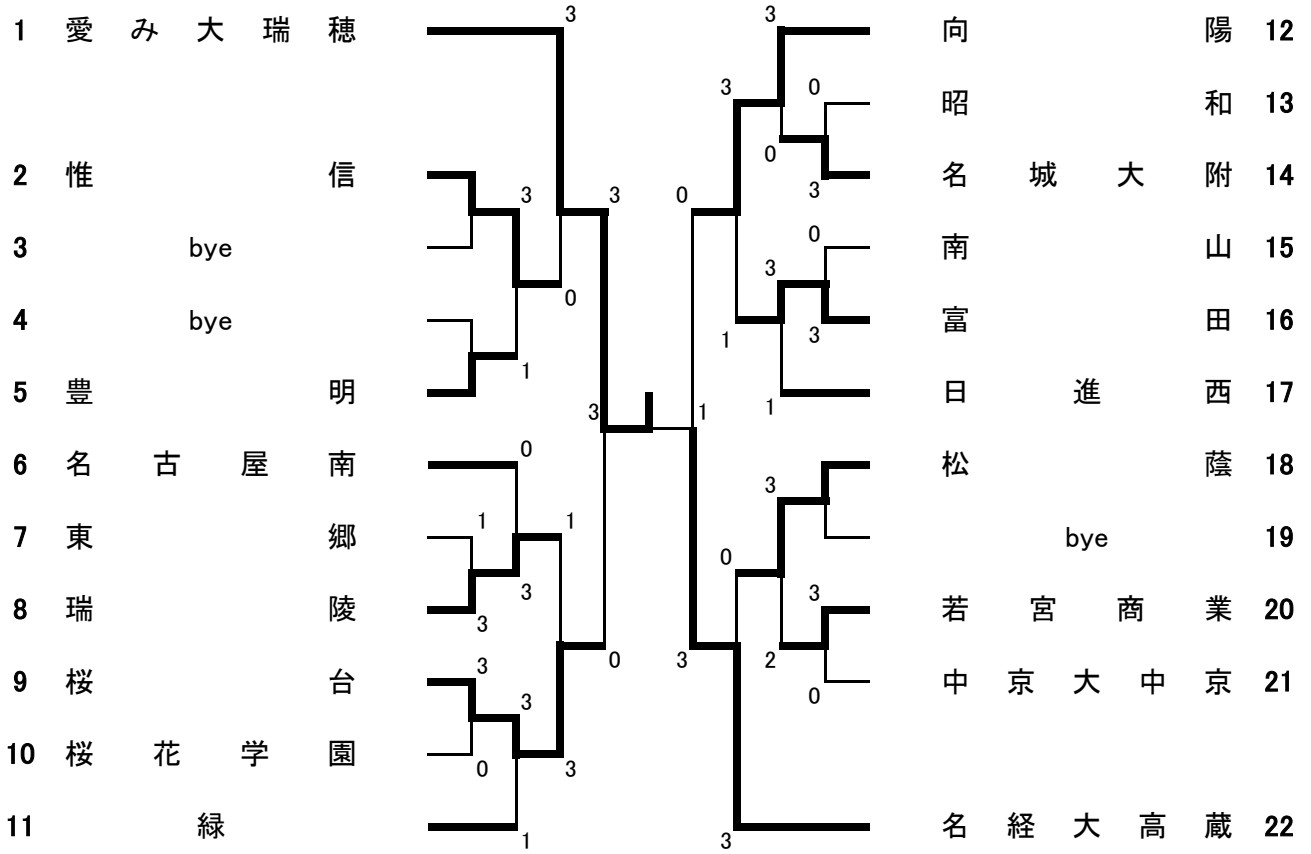 3 3
1 愛み大瑞穂 向陽 12
3 0
昭和 13
0
2 惟信 名城大附 14
3 3 0 3
0
3 bye 南山 15
3
0
4 bye 富田 16
1 3
1
5 豊明 日進西 17
3 1 1
0
6 名古屋南 松蔭 18
3
1 1
7 東郷 bye 19
0
3 3
8 瑞陵 若宮商業 20
3
3 0 3 2
9 桜台 中京大中京 21
3 0
10 桜花学園
0 3
11 緑 名経大高蔵 22
1 3